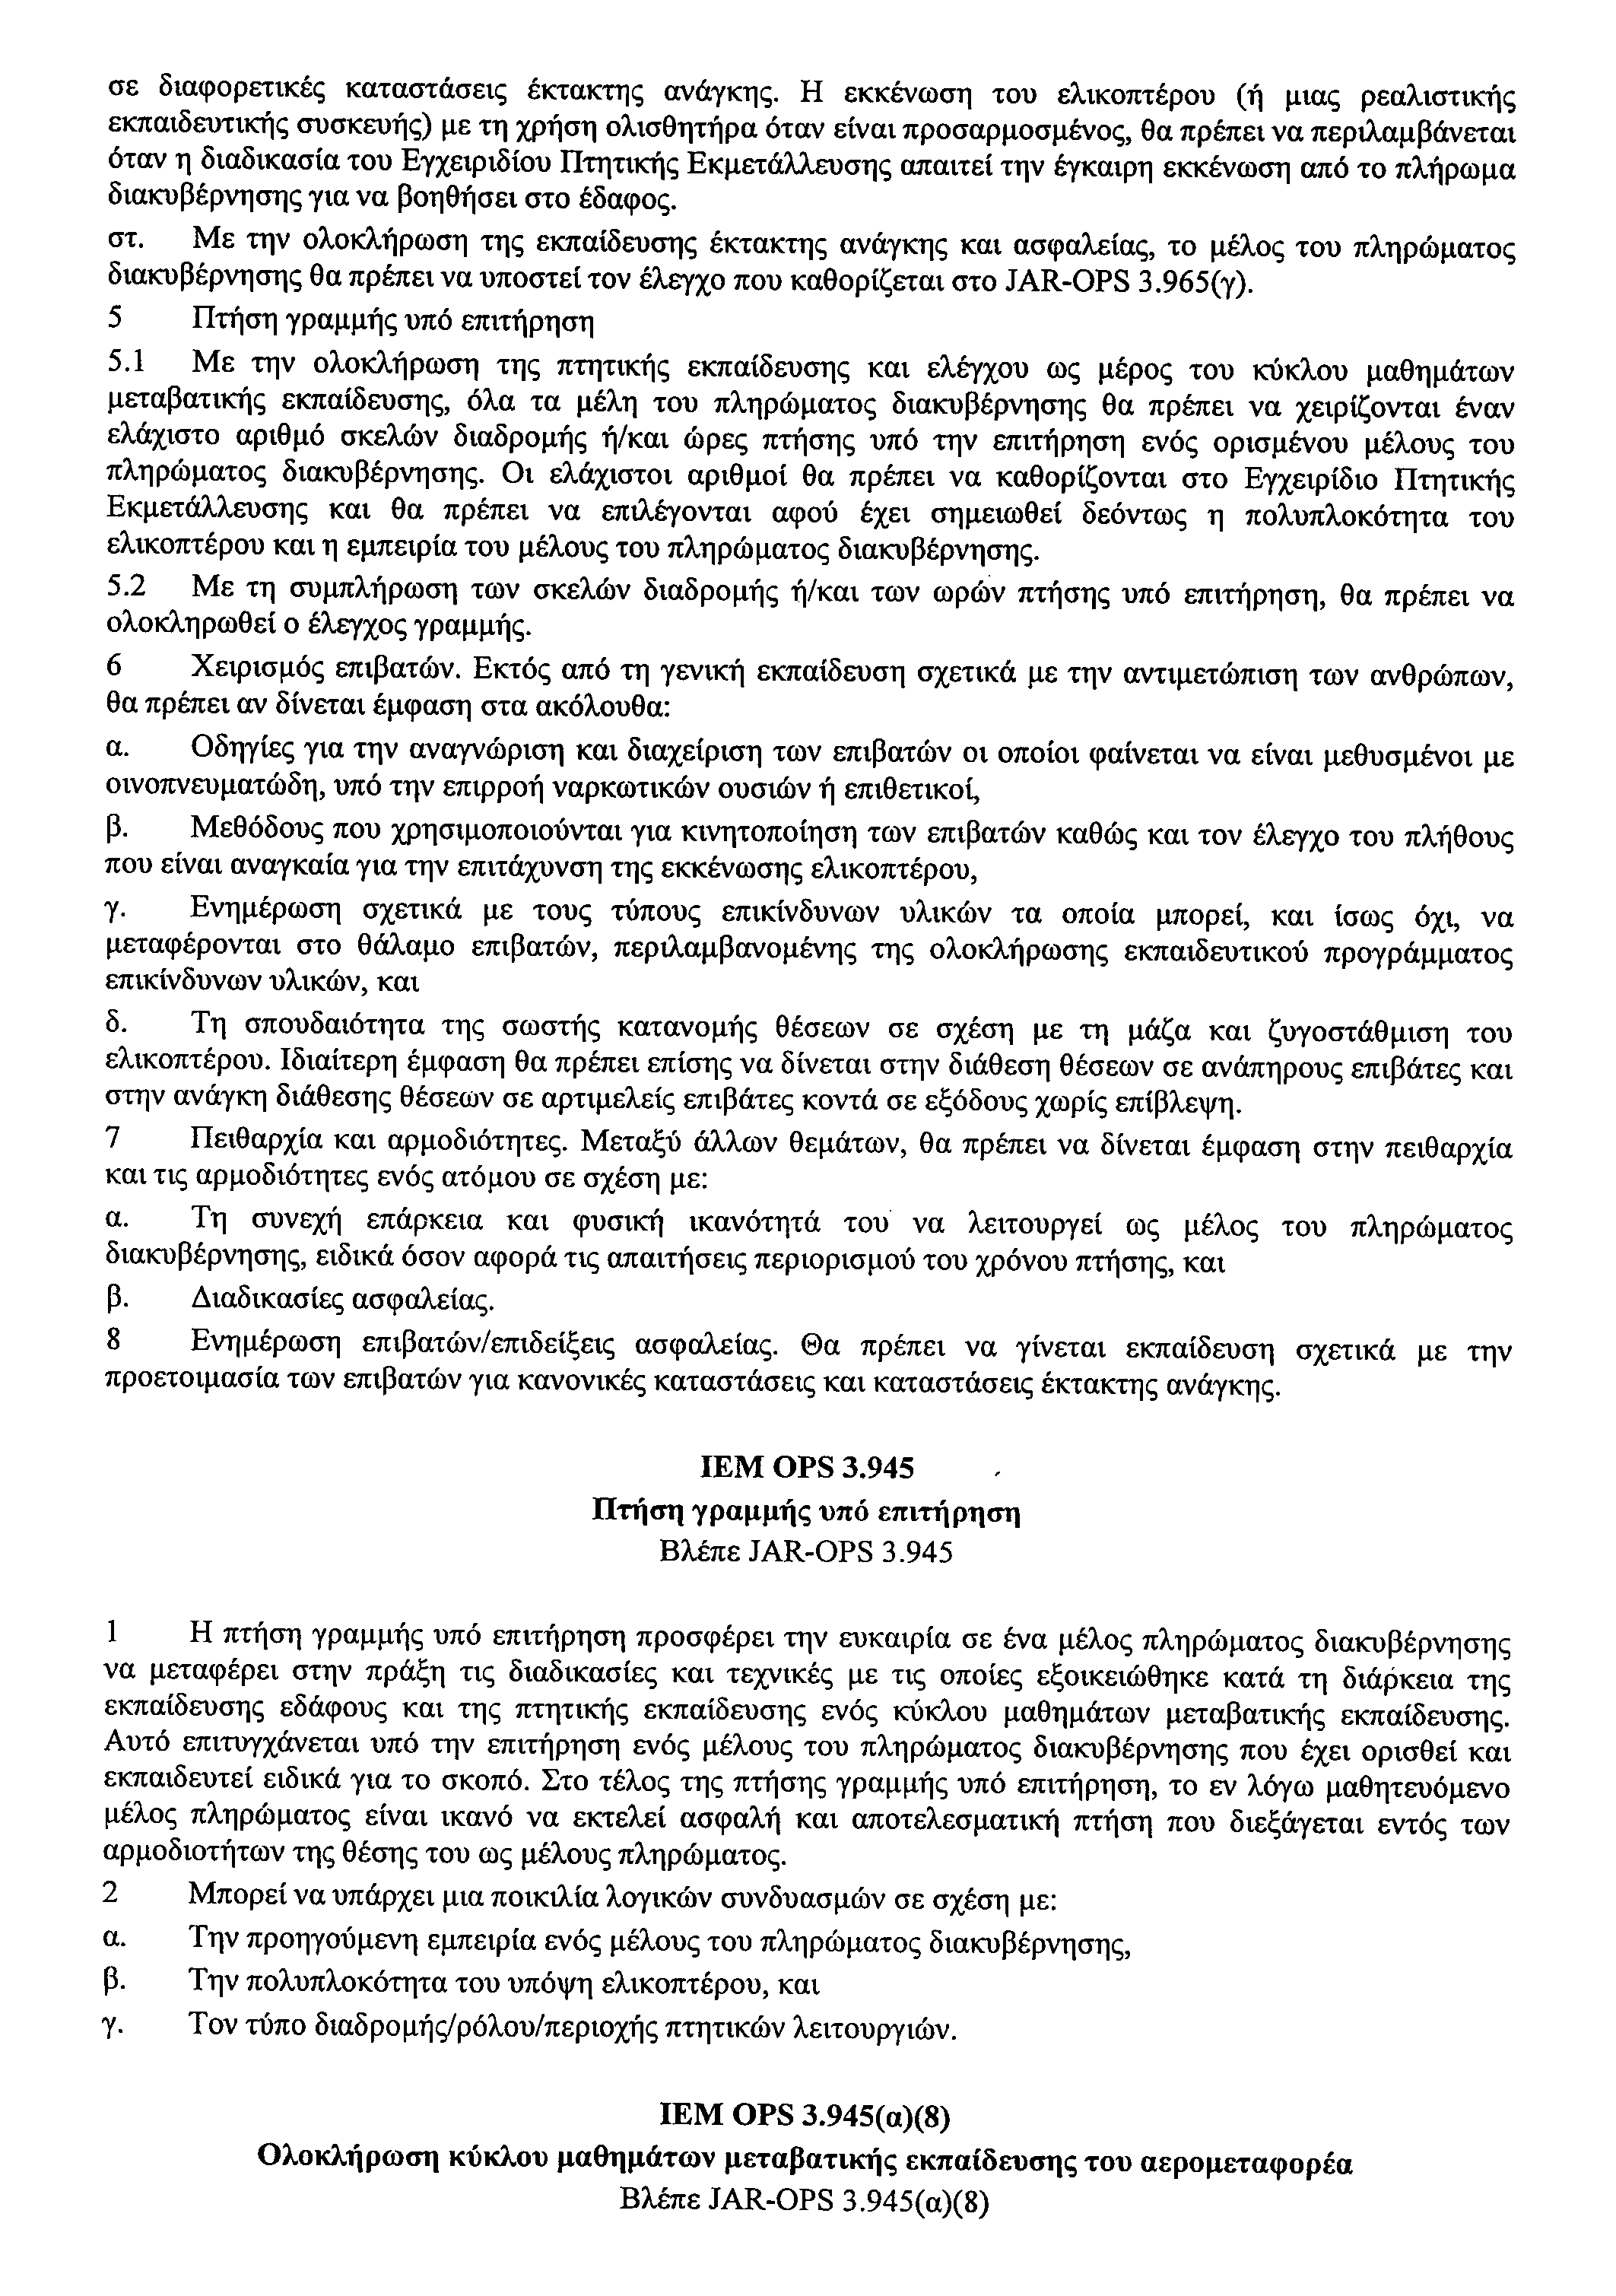 σε διαφορετικές καταστάσεις έκτακτης ανάγκης. Η εκκένωση του ελικοπτέρου (ή μιας ρεαλιστικής
εκπαιδευτικής συσκευής) με τη χρήση ολισθητήρα όταν είναι προσαρμοσμένος, θα πρέπει να περιλαμβάνεται
όταν η διαδικασία του Εγχειριδίου Πτητικής Εκμετάλλευσης απαιτεί την έγκαιρη εκκένωση από το πλήρωμα
διακυβέρνησης για να βοηθήσει στο έδαφος.
στ. Με την ολοκλήρωση της εκπαίδευσης έκτακτης ανάγκης και ασφαλείας, το μέλος του πληρώματος
διακυβέρνησης θα πρέπει να υποστεί τον έλεγχο που καθορίζεται στο JAR-OPS 3.965(γ).
5 Πτήση γραμμής υπό επιτήρηση
5.1 Με την ολοκλήρωση της πτητικής εκπαίδευσης και ελέγχου ως μέρος του κύκλου μαθημάτων
μεταβατικής εκπαίδευσης, όλα τα μέλη του πληρώματος διακυβέρνησης θα πρέπει να χειρίζονται έναν
ελάχιστο αριθμό σκελών διαδρομής ή/και ώρες πτήσης υπό την επιτήρηση ενός ορισμένου μέλους του
πληρώματος διακυβέρνησης. Οι ελάχιστοι αριθμοί θα πρέπει να καθορίζονται στο Εγχειρίδιο Πτητικής
Εκμετάλλευσης και θα πρέπει να επιλέγονται αφού έχει σημειωθεί δεόντως η πολυπλοκότητα του
ελικοπτέρου και η εμπειρία του μέλους του πληρώματος διακυβέρνησης.
5.2 Με τη συμπλήρωση των σκελών διαδρομής ή/και των ωρών πτήσης υπό επιτήρηση, θα πρέπει να
ολοκληρωθεί ο έλεγχος γραμμής.
6 Χειρισμός επιβατών. Εκτός από τη γενική εκπαίδευση σχετικά με την αντιμετώπιση των ανθρώπων,
θα πρέπει αν δίνεται έμφαση στα ακόλουθα:
α. Οδηγίες για την αναγνώριση και διαχείριση των επιβατών οι οποίοι φαίνεται να είναι μεθυσμένοι με
οινοπνευματώδη, υπό την επιρροή ναρκωτικών ουσιών ή επιθετικοί,
β. Μεθόδους που χρησιμοποιούνται για κινητοποίηση των επιβατών καθώς και τον έλεγχο του πλήθους
που είναι αναγκαία για την επιτάχυνση της εκκένωσης ελικοπτέρου,
γ. Ενημέρωση σχετικά με τους τύπους επικίνδυνων υλικών τα οποία μπορεί, και ίσως όχι, να
μεταφέρονται στο θάλαμο επιβατών, περιλαμβανομένης της ολοκλήρωσης εκπαιδευτικού προγράμματος
επικίνδυνων υλικών, και
δ. Τη σπουδαιότητα της σωστής κατανομής θέσεων σε σχέση με τη μάζα και ζυγοστάθμιση του
ελικοπτέρου. Ιδιαίτερη έμφαση θα πρέπει επίσης να δίνεται στην διάθεση θέσεων σε ανάπηρους επιβάτες και
στην ανάγκη διάθεσης θέσεων σε αρτιμελείς επιβάτες κοντά σε εξόδους χωρίς επίβλεψη.
7 Πειθαρχία και αρμοδιότητες. Μεταξύ άλλων θεμάτων, θα πρέπει να δίνεται έμφαση στην πειθαρχία
και τις αρμοδιότητες ενός ατόμου σε σχέση με:
α. Τη συνεχή επάρκεια και φυσική ικανότητά του να λειτουργεί ως μέλος του πληρώματος
διακυβέρνησης, ειδικά όσον αφορά τις απαιτήσεις περιορισμού του χρόνου πτήσης, και
β. Διαδικασίες ασφαλείας.
8 Ενημέρωση επιβατών/επιδείξεις ασφαλείας. Θα πρέπει να γίνεται εκπαίδευση σχετικά με την
προετοιμασία των επιβατών για κανονικές καταστάσεις και καταστάσεις έκτακτης ανάγκης.
IEM OPS 3.945
Πτήση γραμμής υπό επιτήρηση
Βλέπε JAR-OPS 3.945
1 Η πτήση γραμμής υπό επιτήρηση προσφέρει την ευκαιρία σε ένα μέλος πληρώματος διακυβέρνησης
να μεταφέρει στην πράξη τις διαδικασίες και τεχνικές με τις οποίες εξοικειώθηκε κατά τη διάρκεια της
εκπαίδευσης εδάφους και της πτητικής εκπαίδευσης ενός κύκλου μαθημάτων μεταβατικής εκπαίδευσης.
Αυτό επιτυγχάνεται υπό την επιτήρηση ενός μέλους του πληρώματος διακυβέρνησης που έχει ορισθεί και
εκπαιδευτεί ειδικά για το σκοπό. Στο τέλος της πτήσης γραμμής υπό επιτήρηση, το εν λόγω μαθητευόμενο
μέλος πληρώματος είναι ικανό να εκτελεί ασφαλή και αποτελεσματική πτήση που διεξάγεται εντός των
αρμοδιοτήτων της θέσης του ως μέλους πληρώματος.
2 Μπορεί να υπάρχει μια ποικιλία λογικών συνδυασμών σε σχέση με:
α. Την προηγούμενη εμπειρία ενός μέλους του πληρώματος διακυβέρνησης,
β. Την πολυπλοκότητα του υπόψη ελικοπτέρου, και
γ. Τον τύπο διαδρομής/ρόλου/περιοχής πτητικών λειτουργιών.
IEM OPS 3.945(α)(8)
Ολοκλήρωση κύκλου μαθημάτων μεταβατικής εκπαίδευσης του αερομεταφορέα
Βλέπε JAR-OPS 3.945(α)(8)